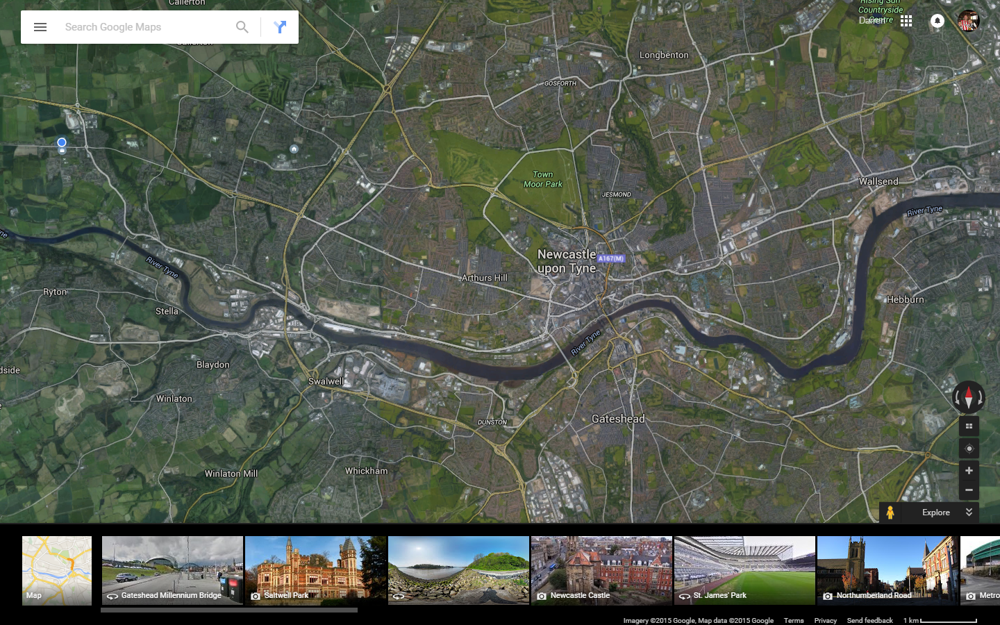 Callerton
Rising Sun
Countryside
Centre
Search Google Maps
Darren
Longbenton
GOSFORTH
Town
Moor Park
JESMOND
Wallsend
River Tyne
Newcastle
upon Tyne
A167(M)
River Tyne
Arthurs Hill
Ryton
Stella
Hebburn
River Tyne
Blaydon
Swalwell
Winlaton
DUNSTON
Gateshead
Winlaton Mill
Whickham
Explore
Map
Gateshead Millennium Bridge
Saltwell Park
Newcastle Castle
St. James' Park
Northumberland Road
Metro
Imagery ©2015 Google, Map data ©2015 Google
Terms
Privacy
Send feedback
1 km